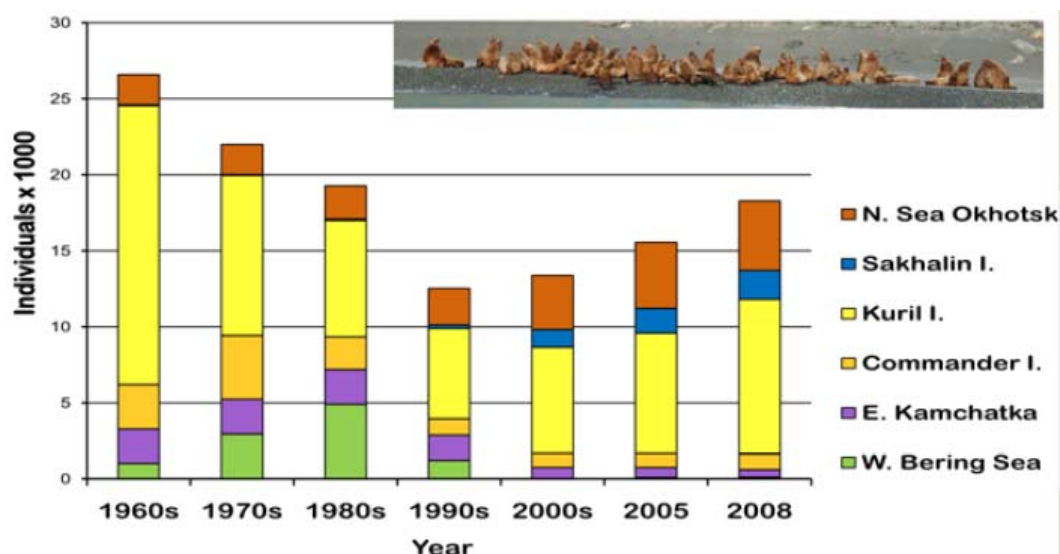 30
25
20
15
10
5
0
Individuals x 1000
1960s 1970s 1980s 1990s 2000s 2005 2008
Year
N. Sea Okhotsk
Sakhalin I.
Kuril I.
Commander I.
E. Kamchatka
W. Bering Sea